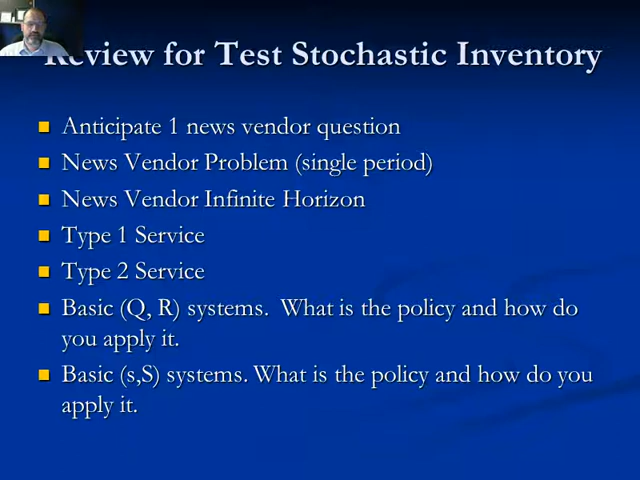 Review for Test Stochastic Inventory
Anticipate 1 news vendor question
News Vendor Problem (single period)
News Vendor Infinite Horizon
Type 1 Service
Type 2 Service
Basic (Q, R) systems.  What is the policy and how do
you apply it.
Basic (s,S) systems. What is the policy and how do you
apply it.